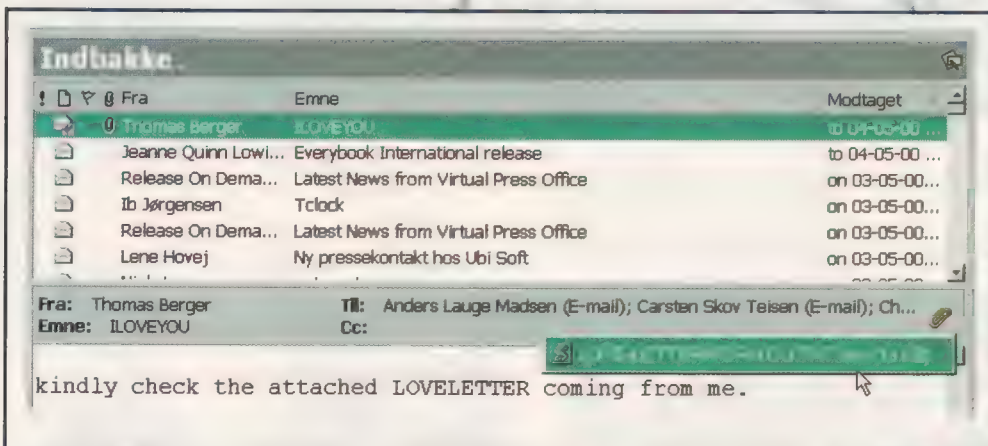 Indbakke
! Fra Emne Modtaget
Thomas Berger ILOVEYOU to 04-05-00 ...
Jeanne Quinn Lowi... Everybook International release to 04-05-00 ...
Release On Dema... Latest News from Virtual Press Office on 03-05-00...
Ib Jørgensen Tclock on 03-05-00...
Release On Dema... Latest News from Virtual Press Office on 03-05-00...
Lene Hovej Ny pressekontakt hos Ubi Soft on 03-05-00...
Fra: Thomas Berger Til: Anders Lauge Madsen (E-mail); Carsten Skov Teisen (E-mail); Ch...
Emne: ILOVEYOU Cc:
kindly check the attached LOVELETTER coming from me.